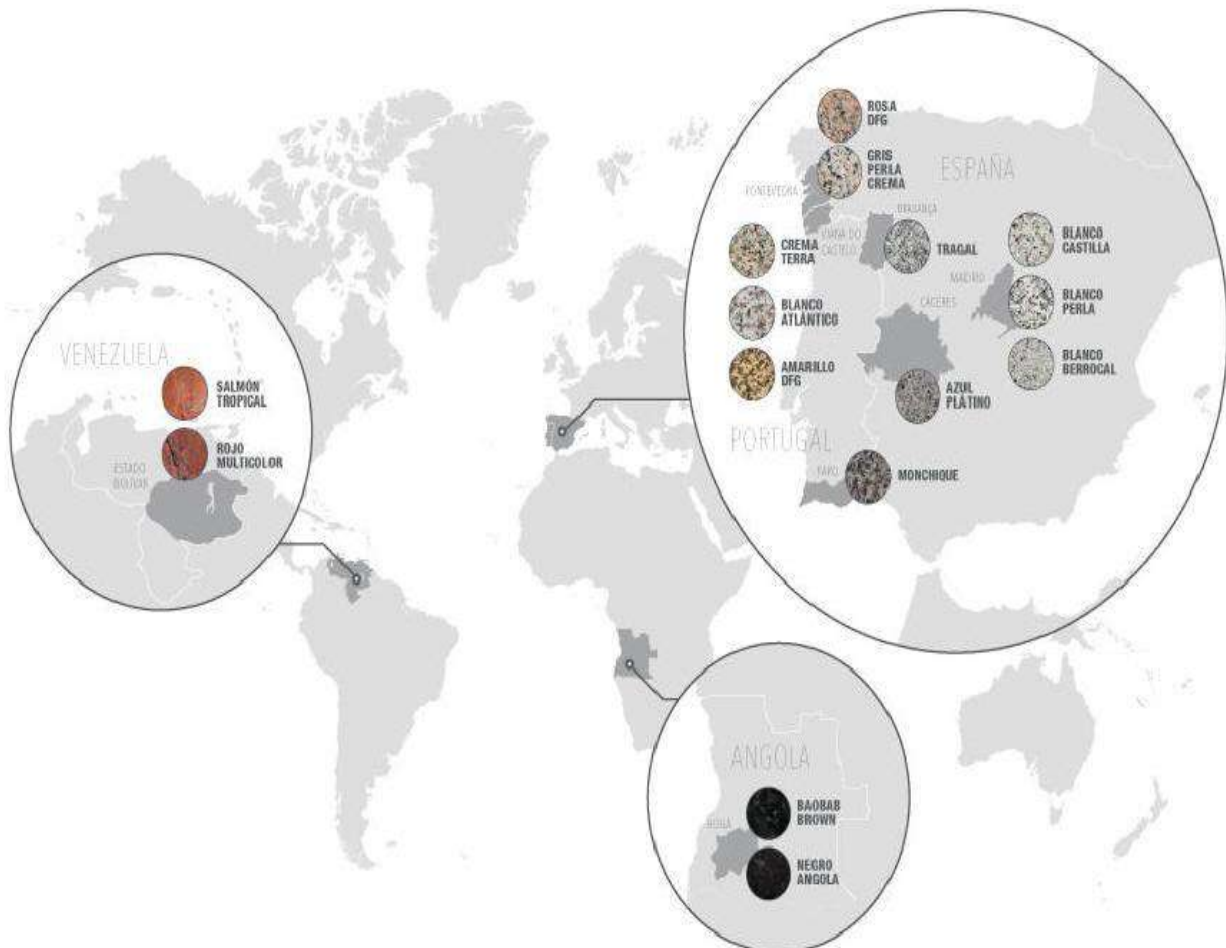 VENEZUELA
SALMÓN
TROPICAL
ROJO
MULTICOLOR
ESTADO
BOLÍVAR
ROSA
DFG
GRIS
PERLA
CREMA
ESPAÑA
PONTEVEDRA
BRAGANÇA
VIANA DO
CASTELO
CREMA
TERRA
TRAGAL
BLANCO
CASTILLA
MADRID
CÁCERES
BLANCO
ATLÁNTICO
BLANCO
PERLA
AMARILLO
DFG
BLANCO
BERROCAL
AZUL
PLATINO
PORTUGAL
FARO
MONCHIQUE
ANGOLA
BAOBAB
BROWN
NEGRO
ANGOLA